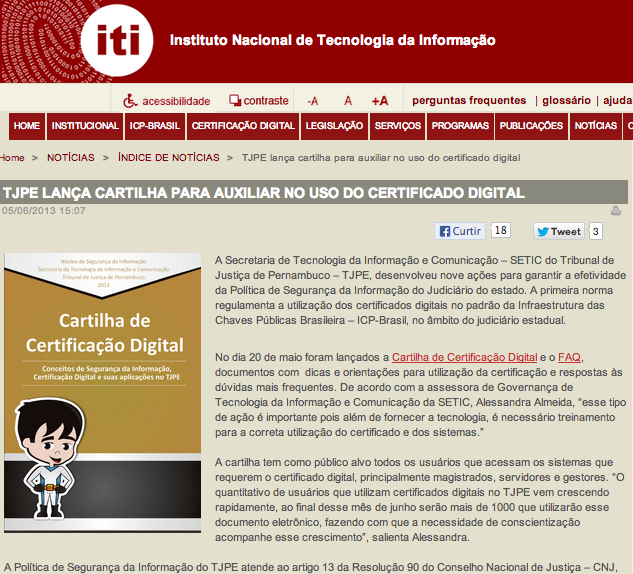 iti
Instituto Nacional de Tecnologia da Informação
acessibilidade contraste -A A +A perguntas frequentes | glossário | ajuda
HOME INSTITUCIONAL ICP-BRASIL CERTIFICAÇÃO DIGITAL LEGISLAÇÃO SERVIÇOS PROGRAMAS PUBLICAÇÕES NOTÍCIAS C
Home > NOTÍCIAS > ÍNDICE DE NOTÍCIAS > TJPE lança cartilha para auxiliar no uso do certificado digital
TJPE LANÇA CARTILHA PARA AUXILIAR NO USO DO CERTIFICADO DIGITAL
05/06/2013 15:07
Curtir 18 Tweet 3
Núcleo de Segurança da Informação
Secretaria de Tecnologia da Informação e Comunicação
Tribunal de Justiça de Pernambuco
2013
Cartilha de
Certificação Digital
Conceitos de Segurança da Informação,
Certificação Digital e suas aplicações no TJPE
A Secretaria de Tecnologia da Informação e Comunicação – SETIC do Tribunal de
Justiça de Pernambuco – TJPE, desenvolveu nove ações para garantir a efetividade
da Política de Segurança da Informação do Judiciário do estado. A primeira norma
regulamenta a utilização dos certificados digitais no padrão da Infraestrutura das
Chaves Públicas Brasileira – ICP-Brasil, no âmbito do judiciário estadual.
No dia 20 de maio foram lançados a Cartilha de Certificação Digital e o FAQ,
documentos com dicas e orientações para utilização da certificação e respostas às
dúvidas mais frequentes. De acordo com a assessora de Governança de
Tecnologia da Informação e Comunicação da SETIC, Alessandra Almeida, "esse tipo
de ação é importante pois além de fornecer a tecnologia, é necessário treinamento
para a correta utilização do certificado e dos sistemas."
A cartilha tem como público alvo todos os usuários que acessam os sistemas que
requerem o certificado digital, principalmente magistrados, servidores e gestores. "O
quantitativo de usuários que utilizam certificados digitais no TJPE vem crescendo
rapidamente, ao final desse mês de junho serão mais de 1000 que utilizarão esse
documento eletrônico, fazendo com que a necessidade de conscientização
acompanhe esse crescimento", salienta Alessandra.
A Política de Segurança da Informação do TJPE atende ao artigo 13 da Resolução 90 do Conselho Nacional de Justiça – CNJ,